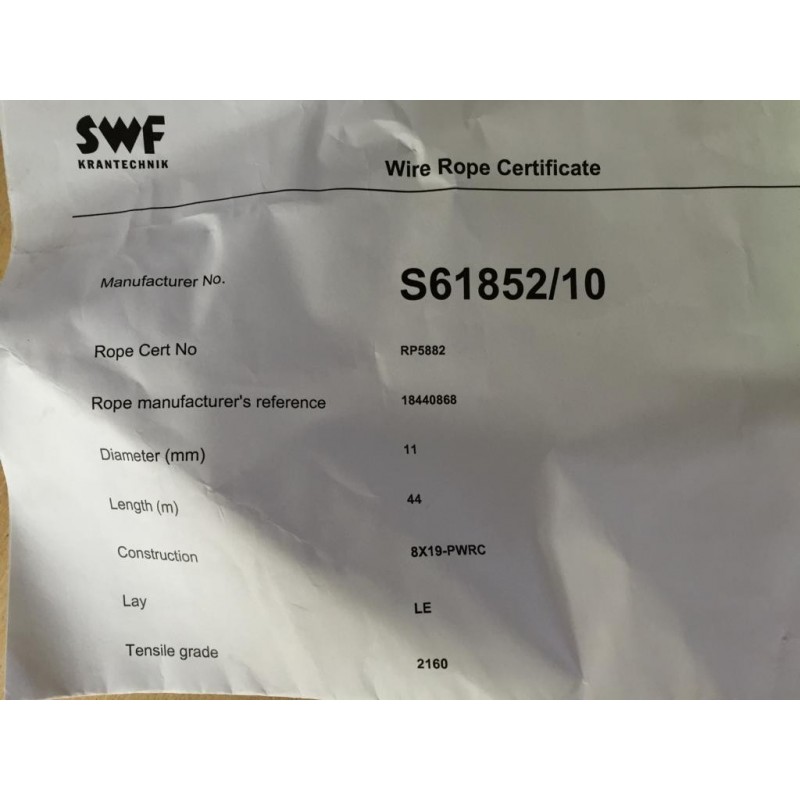 SWF
KRANTECHNIK
Wire Rope Certificate
Manufacturer No. S61852/10
Rope Cert No RP5882
Rope manufacturer's reference 18440868
Diameter (mm) 11
Length (m) 44
Construction 8X19-PWRC
Lay LE
Tensile grade 2160